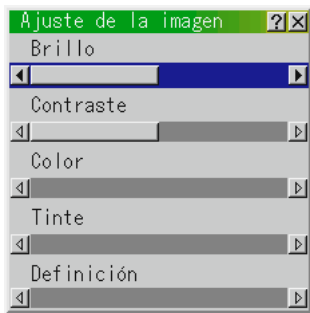 Ajuste de la imagen ?
Brillo
Contraste
Color
Tinte
Definición